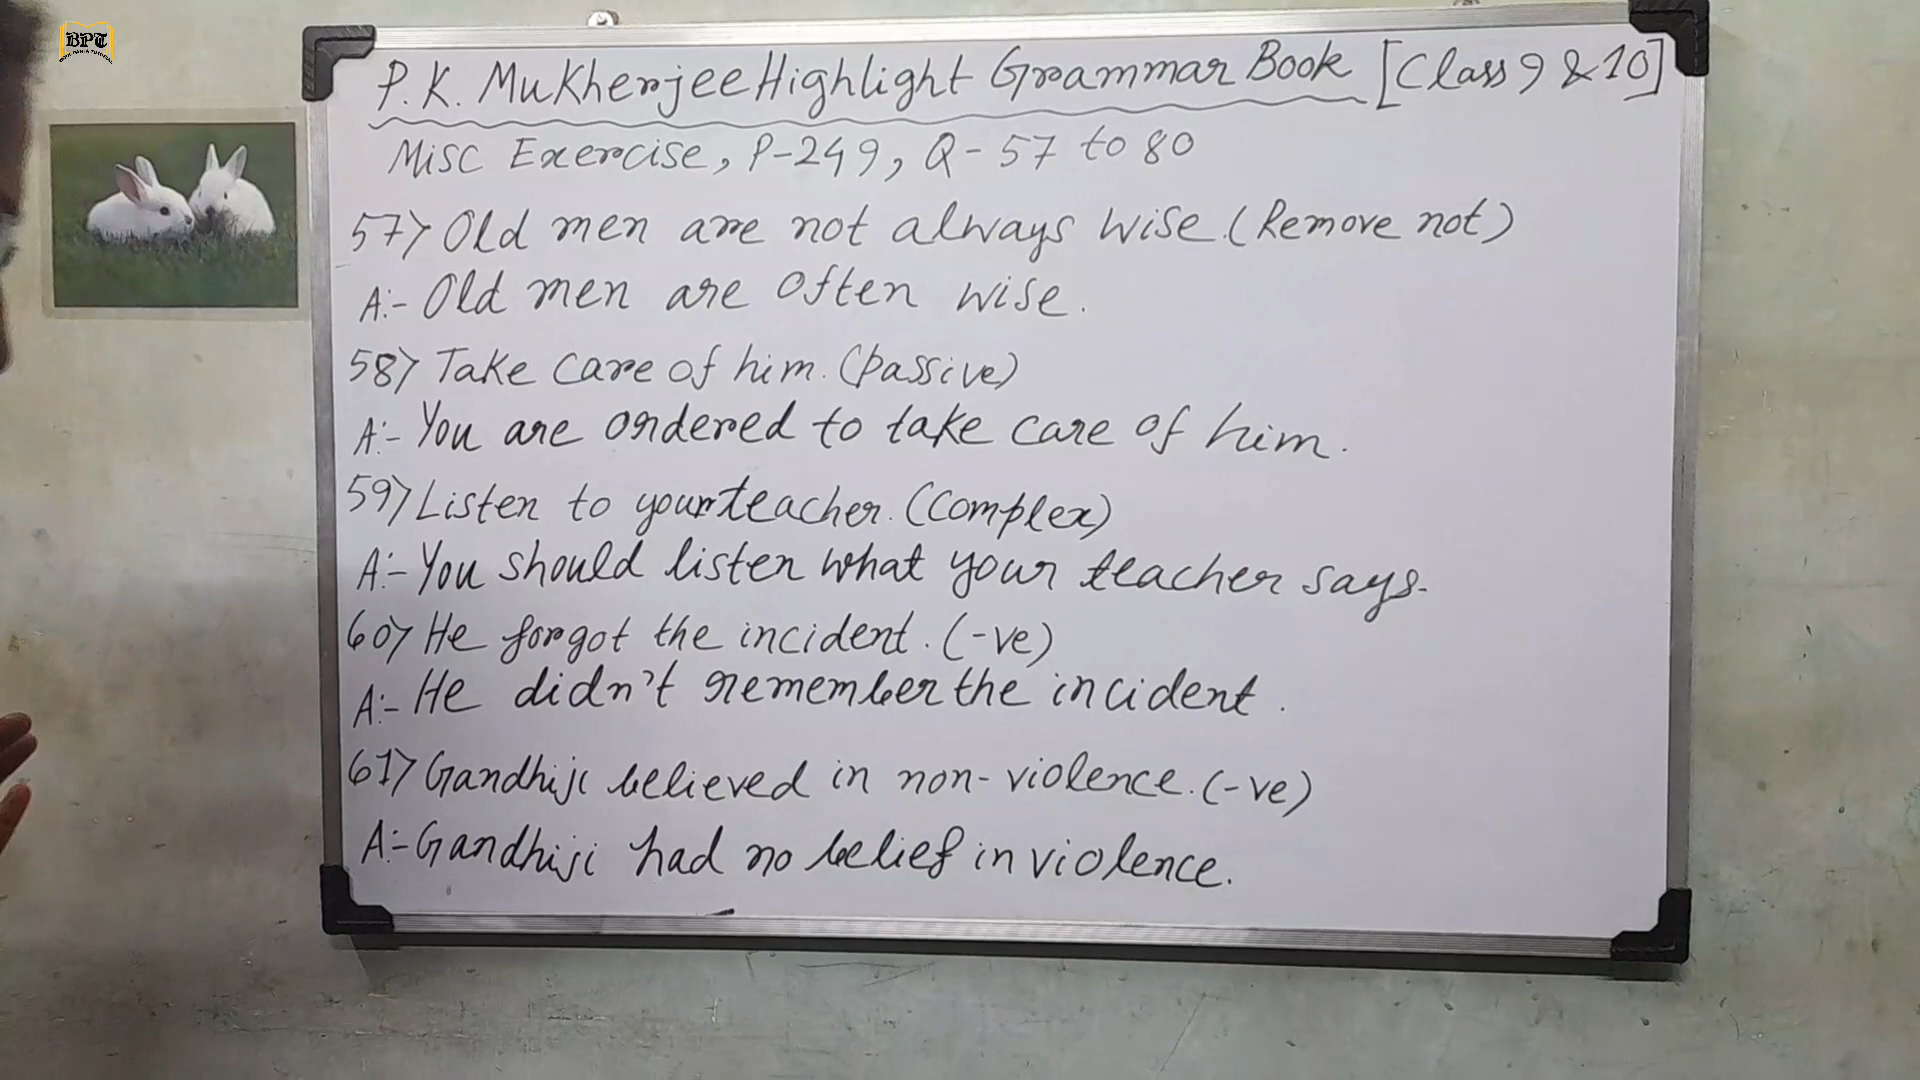 BPT
P.K. Mukherjee Highlight Grammar Book [Class 9 & 10]
Misc Exercise, P-249, Q-57 to 80
57) Old men are not always wise. (Remove not)
A:- Old men are often wise.
58) Take care of him. (passive)
A:- You are ordered to take care of him.
59) Listen to your teacher. (complex)
A:- You should listen what your teacher says.
60) He forgot the incident. (-ve)
A:- He didn't remember the incident.
61) Gandhiji believed in non-violence. (-ve)
A:- Gandhiji had no belief in violence.